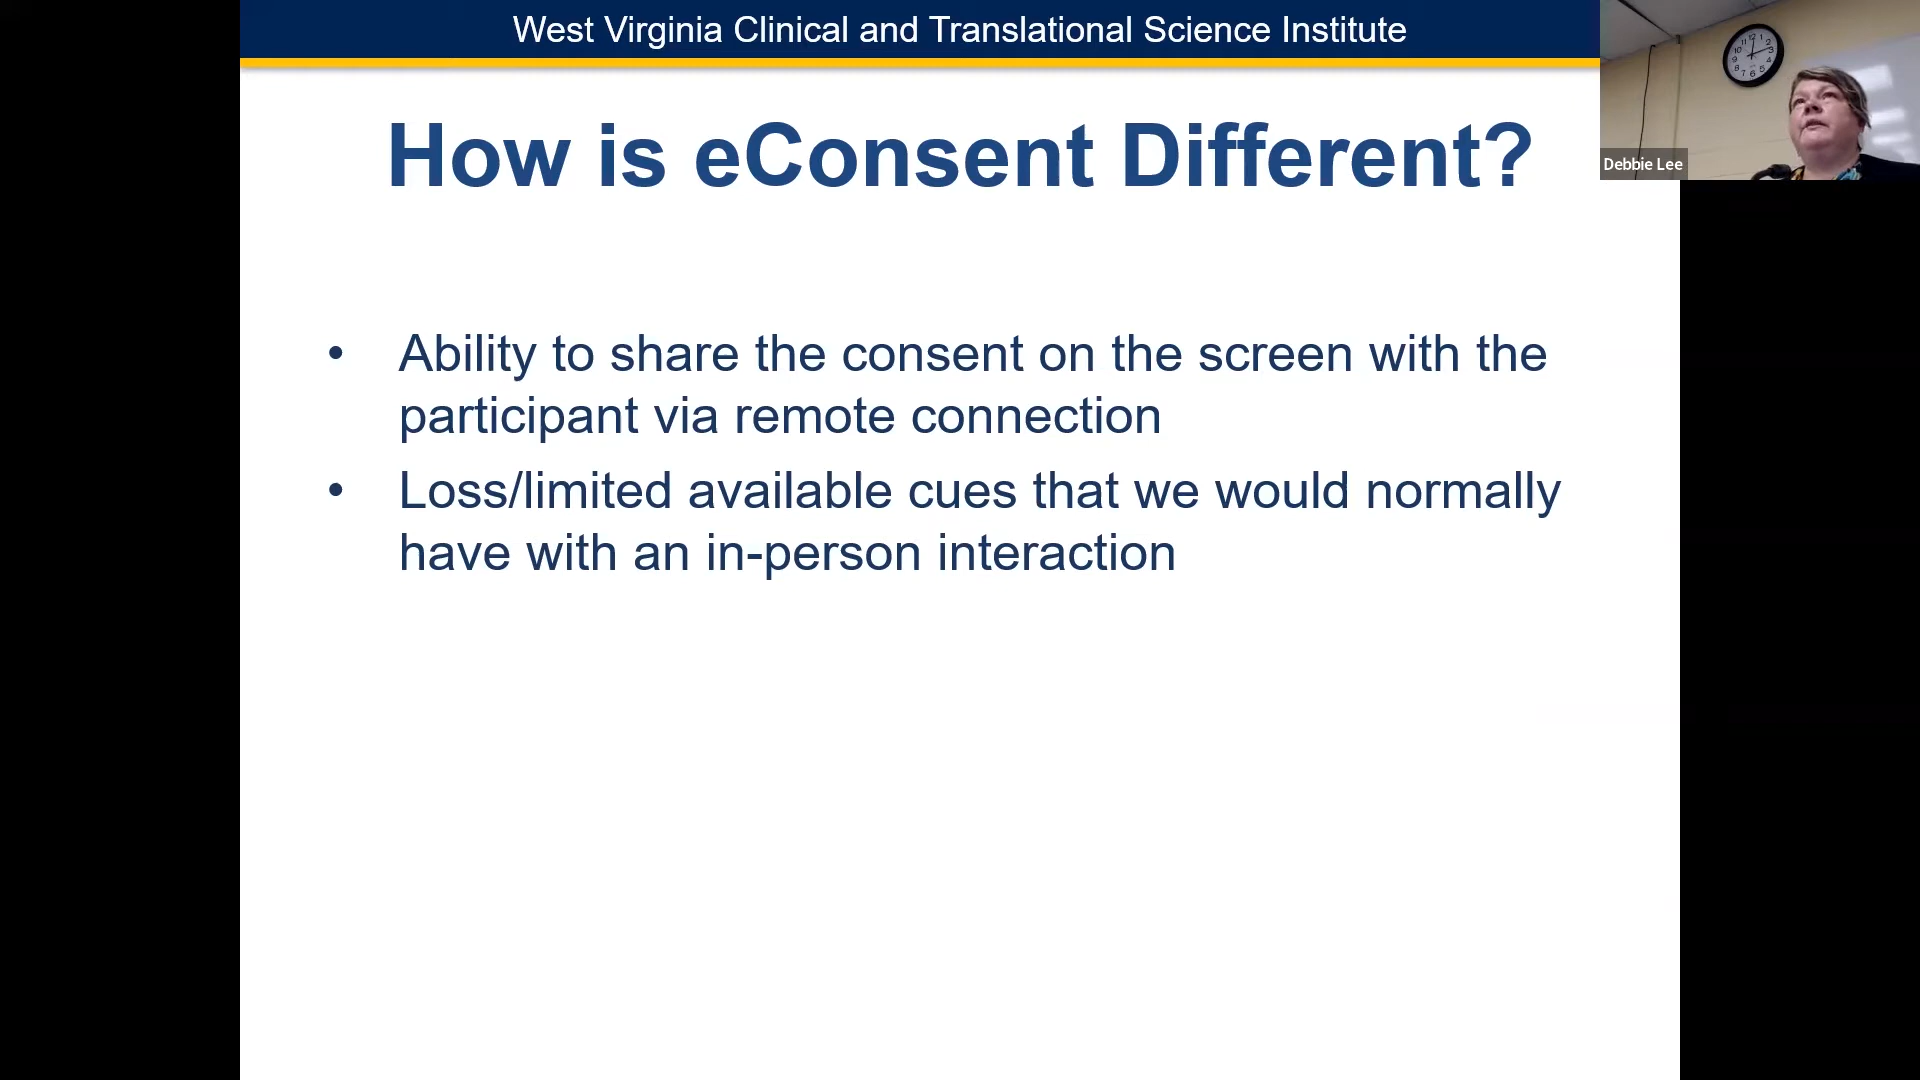 West Virginia Clinical and Translational Science Institute
Debbie Lee
How is eConsent Different?
• Ability to share the consent on the screen with the
participant via remote connection
• Loss/limited available cues that we would normally
have with an in-person interaction